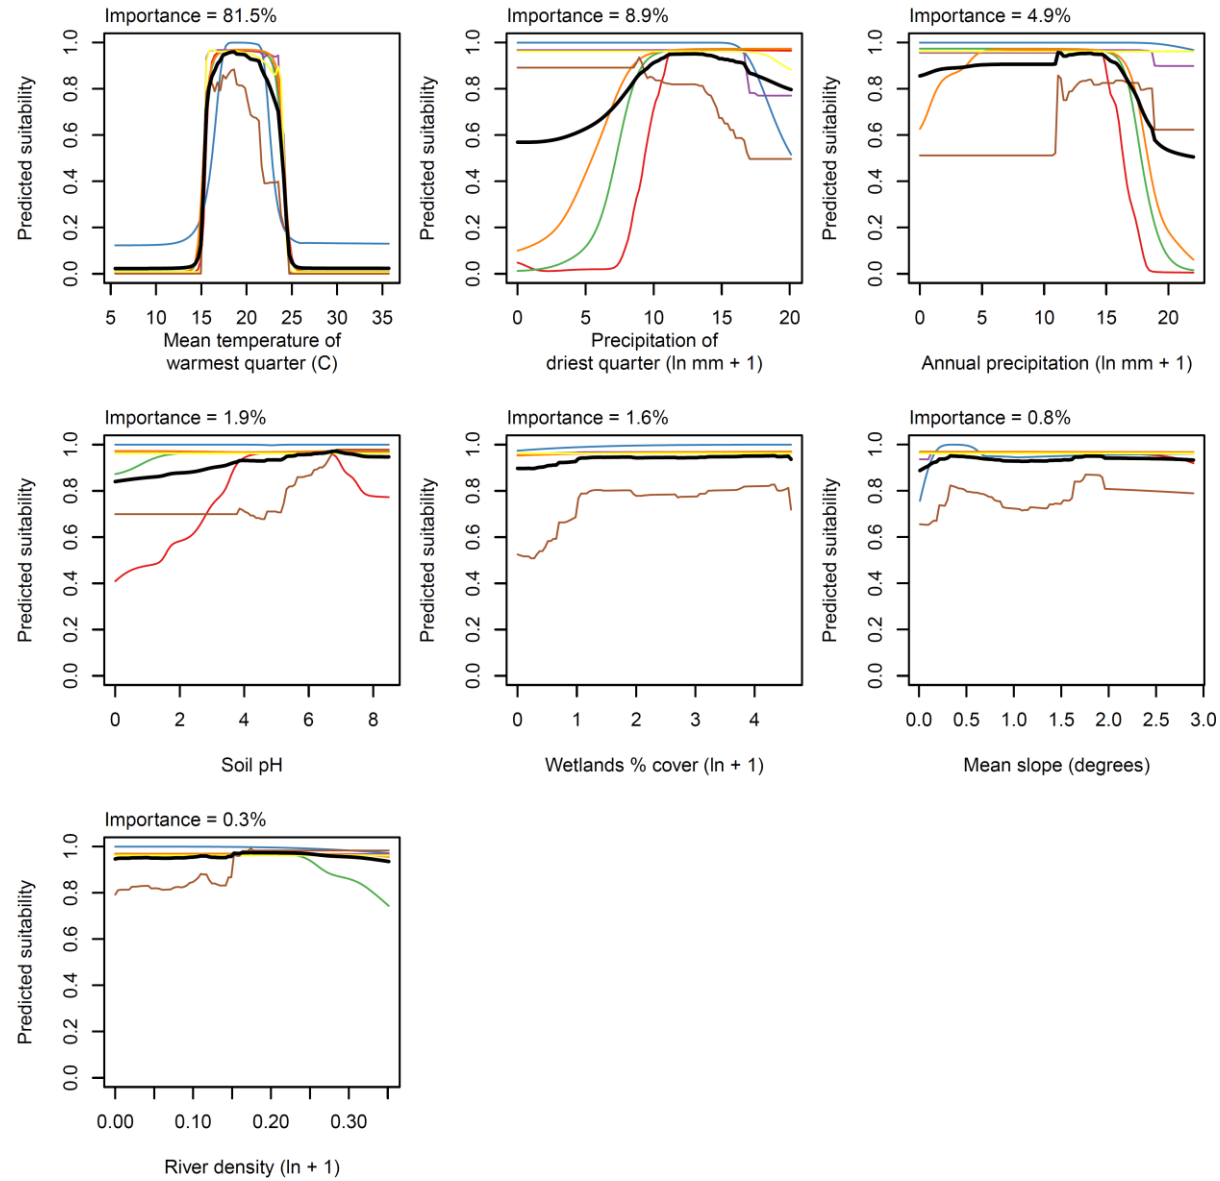 Importance = 81.5%
Predicted suitability
0.0 0.2 0.4 0.6 0.8 1.0
5 10 15 20 25 30 35
Mean temperature of
warmest quarter (C)
Importance = 8.9%
Predicted suitability
0.0 0.2 0.4 0.6 0.8 1.0
0 5 10 15 20
Precipitation of
driest quarter (ln mm + 1)
Importance = 4.9%
Predicted suitability
0.0 0.2 0.4 0.6 0.8 1.0
0 5 10 15 20
Annual precipitation (ln mm + 1)
Importance = 1.9%
Predicted suitability
0.0 0.2 0.4 0.6 0.8 1.0
0 2 4 6 8
Soil pH
Importance = 1.6%
Predicted suitability
0.0 0.2 0.4 0.6 0.8 1.0
0 1 2 3 4
Wetlands % cover (ln + 1)
Importance = 0.8%
Predicted suitability
0.0 0.2 0.4 0.6 0.8 1.0
0.0 0.5 1.0 1.5 2.0 2.5 3.0
Mean slope (degrees)
Importance = 0.3%
Predicted suitability
0.0 0.2 0.4 0.6 0.8 1.0
0.00 0.10 0.20 0.30
River density (ln + 1)